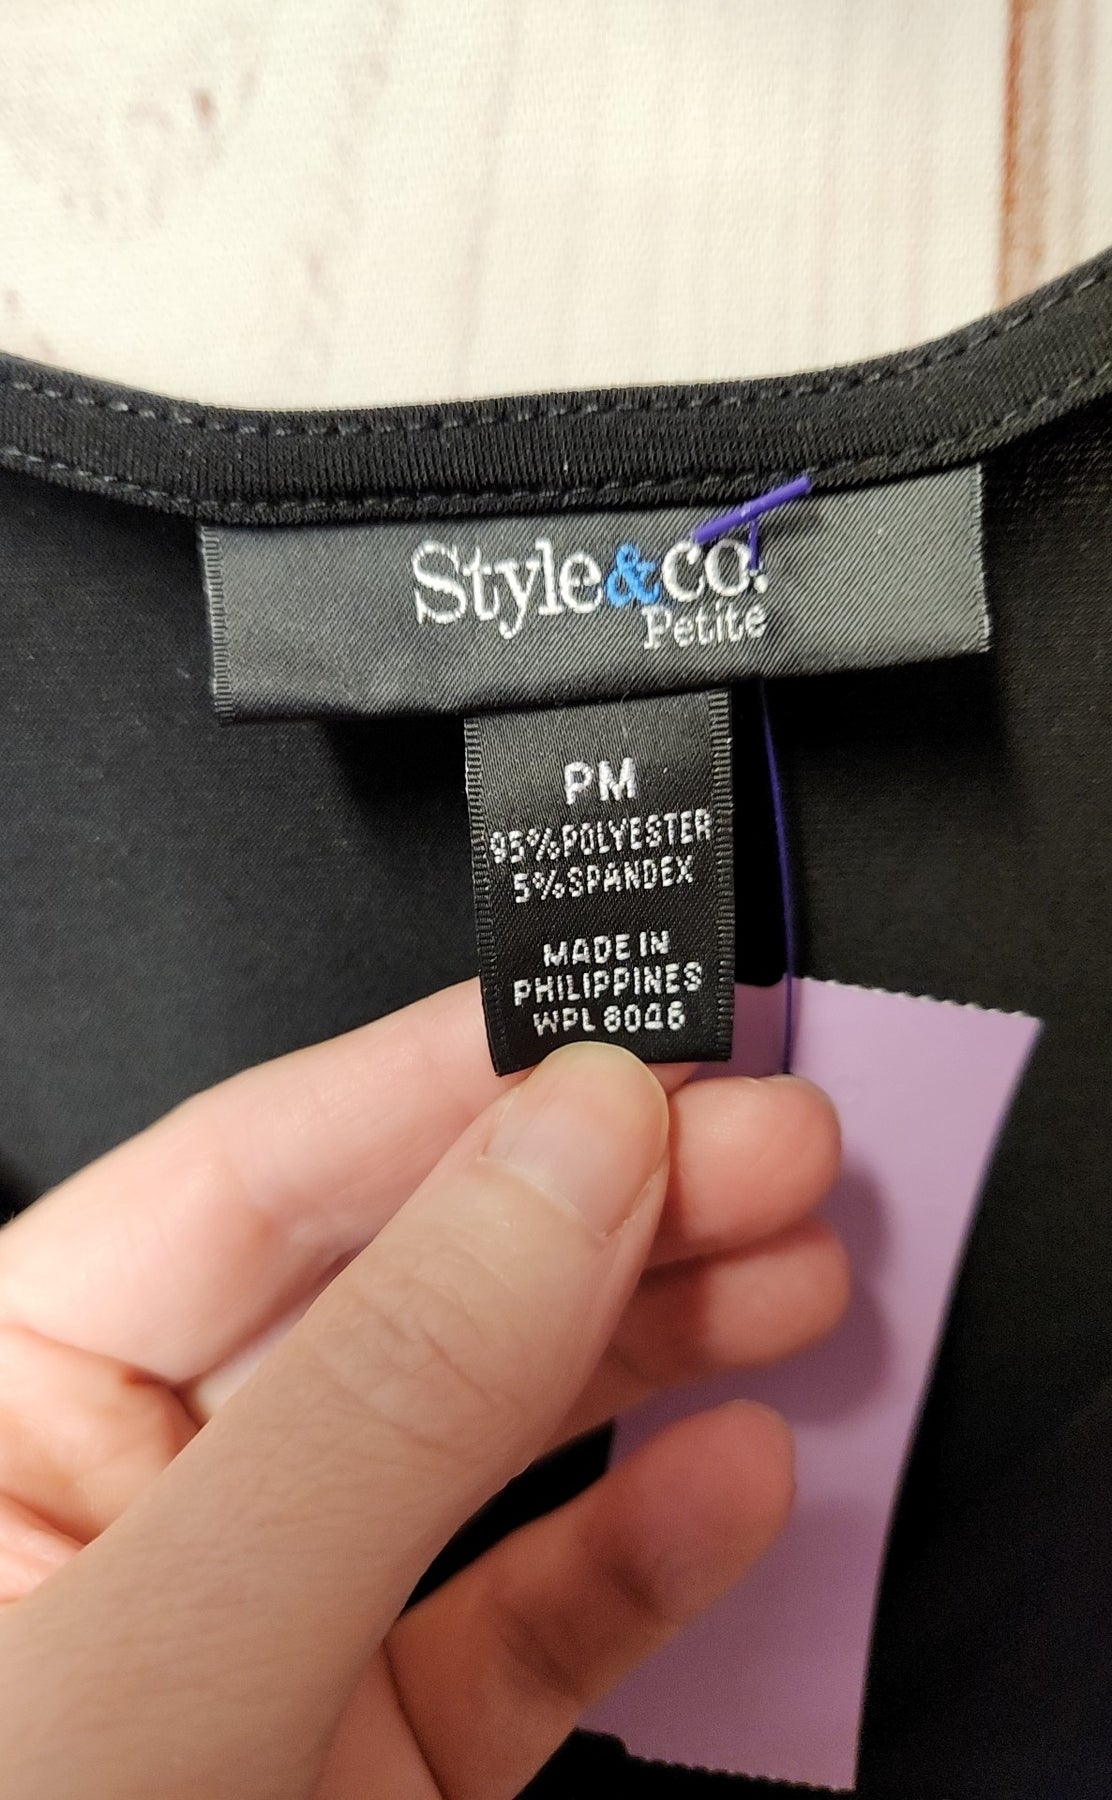 Style&co.
Petite
PM
95%POLYESTER
5%SPANDEX
MADE IN
PHILIPPINES
WPL 8046